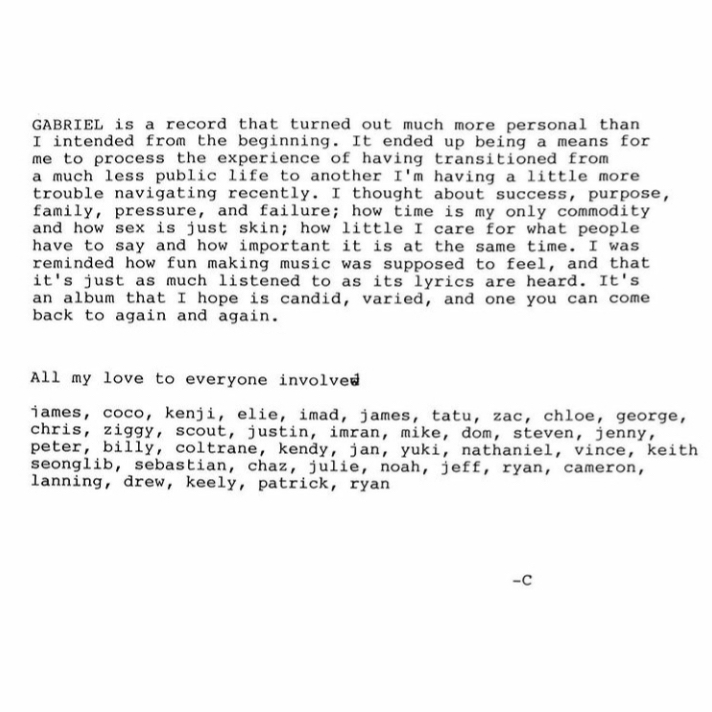 GABRIEL is a record that turned out much more personal than
I intended from the beginning. It ended up being a means for
me to process the experience of having transitioned from
a much less public life to another I'm having a little more
trouble navigating recently. I thought about success, purpose,
family, pressure, and failure; how time is my only commodity
and how sex is just skin; how little I care for what people
have to say and how important it is at the same time. I was
reminded how fun making music was supposed to feel, and that
it's just as much listened to as its lyrics are heard. It's
an album that I hope is candid, varied, and one you can come
back to again and again.
All my love to everyone involved
james, coco, kenji, elie, imad, james, tatu, zac, chloe, george,
chris, ziggy, scout, justin, imran, mike, dom, steven, jenny,
peter, billy, coltrane, kendy, jan, yuki, nathaniel, vince, keith
seonglib, sebastian, chaz, julie, noah, jeff, ryan, cameron,
lanning, drew, keely, patrick, ryan
-C